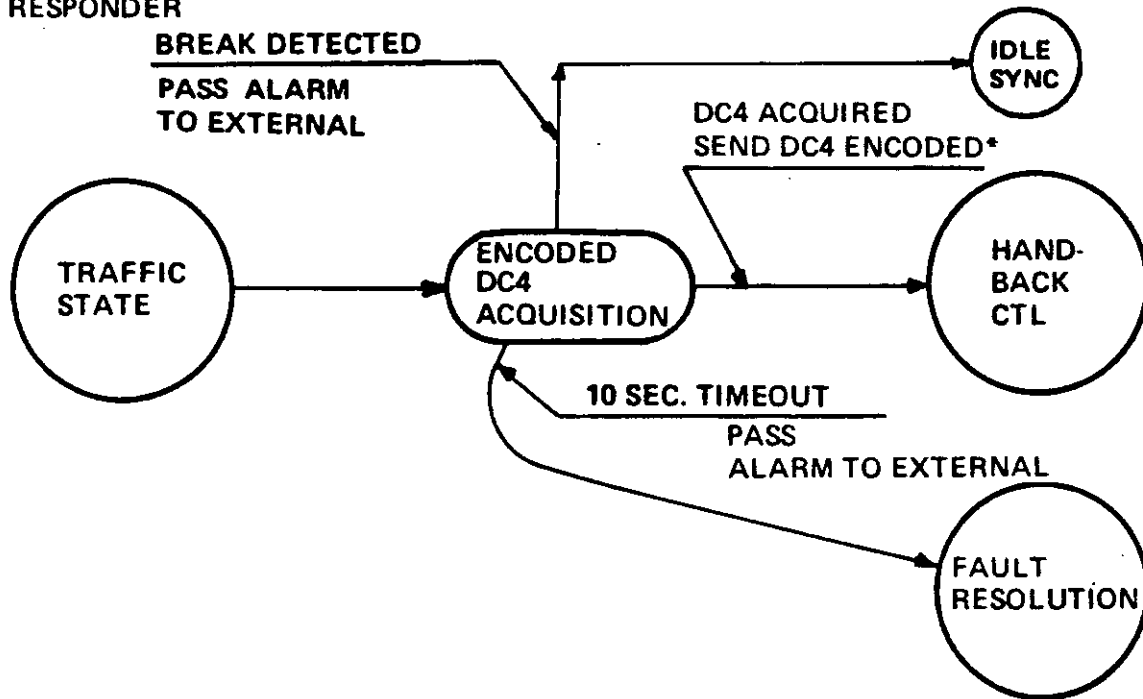 RESPONDER
BREAK DETECTED
PASS ALARM
TO EXTERNAL
IDLE
SYNC
DC4 ACQUIRED
SEND DC4 ENCODED*
TRAFFIC
STATE
ENCODED
DC4
ACQUISITION
HAND-
BACK
CTL
10 SEC. TIMEOUT
PASS
ALARM TO EXTERNAL
FAULT
RESOLUTION